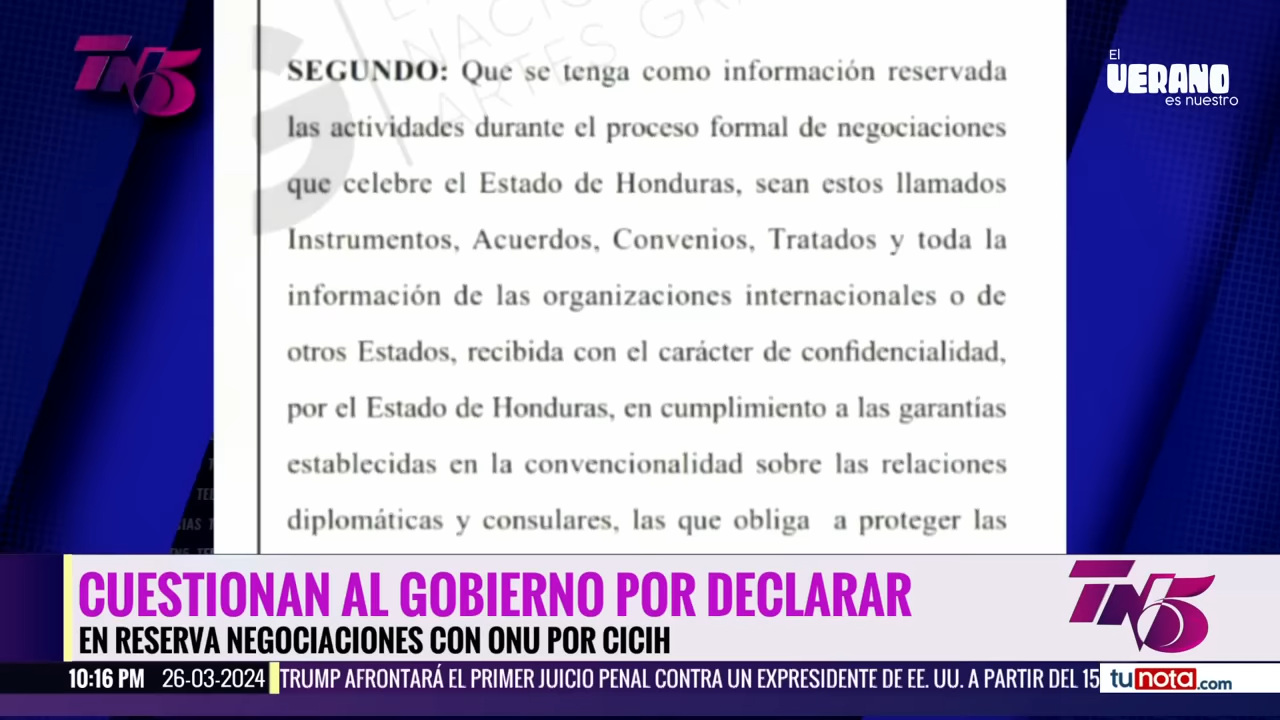 TN5
El
VERANO
es nuestro
NACIO
ARTES GRÁ
SEGUNDO: Que se tenga como información reservada
las actividades durante el proceso formal de negociaciones
que celebre el Estado de Honduras, sean estos llamados
Instrumentos, Acuerdos, Convenios, Tratados y toda la
información de las organizaciones internacionales o de
otros Estados, recibida con el carácter de confidencialidad,
por el Estado de Honduras, en cumplimiento a las garantías
establecidas en la convencionalidad sobre las relaciones
diplomáticas y consulares, las que obliga a proteger las
CUESTIONAN AL GOBIERNO POR DECLARAR
EN RESERVA NEGOCIACIONES CON ONU POR CICIH
TN5
10:16 PM 26-03-2024 TRUMP AFRONTARÁ EL PRIMER JUICIO PENAL CONTRA UN EXPRESIDENTE DE EE. UU. A PARTIR DEL 15
tunota.com